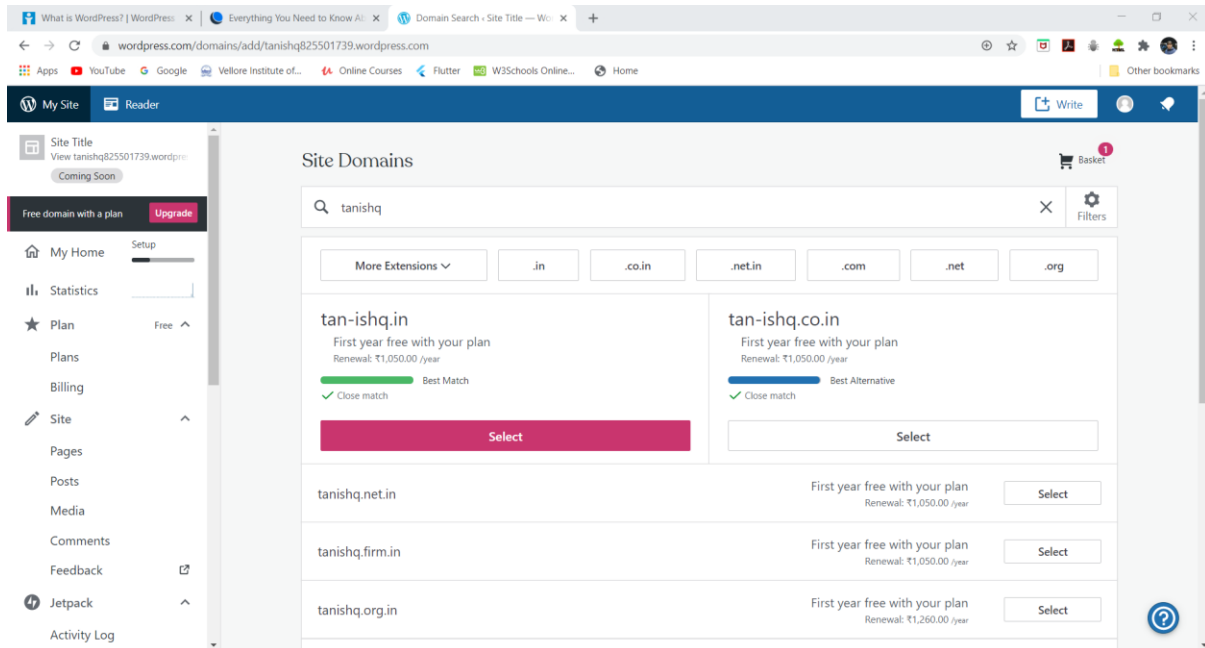 What is WordPress? | WordPress
Everything You Need to Know Ab
Domain Search ‹ Site Title — Wo
wordpress.com/domains/add/tanishq825501739.wordpress.com
Apps YouTube Google Vellore Institute of... Online Courses Flutter W3Schools Online... Home Other bookmarks
My Site Reader Write
Site Title
View tanishq825501739.wordpre
Coming Soon
Free domain with a plan Upgrade
My Home Setup
Statistics
Plan Free
Plans
Billing
Site
Pages
Posts
Media
Comments
Feedback
Jetpack
Activity Log
Site Domains
1
Basket
tanishq
Filters
More Extensions .in .co.in .net.in .com .net .org
tan-ishq.in
First year free with your plan
Renewal: ₹1,050.00 /year
Best Match
Close match
Select
tan-ishq.co.in
First year free with your plan
Renewal: ₹1,050.00 /year
Best Alternative
Close match
Select
tanishq.net.in
First year free with your plan
Renewal: ₹1,050.00 /year
Select
tanishq.firm.in
First year free with your plan
Renewal: ₹1,050.00 /year
Select
tanishq.org.in
First year free with your plan
Renewal: ₹1,260.00 /year
Select